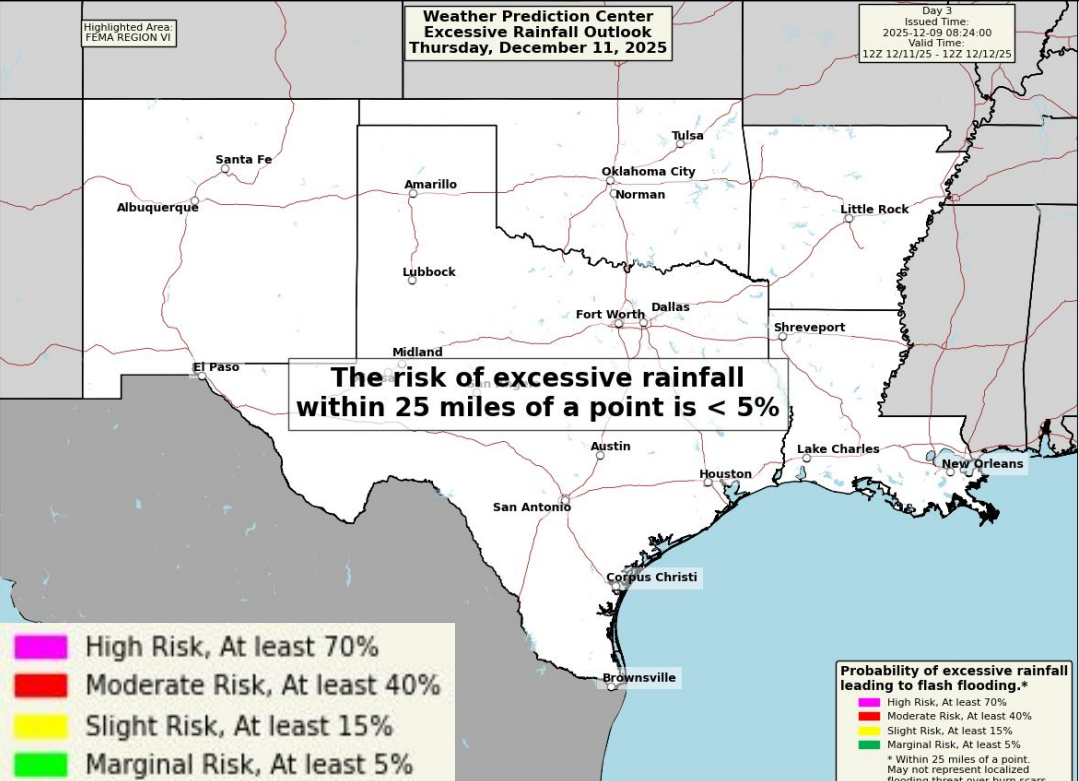 Highlighted Area:
FEMA REGION VI
Weather Prediction Center
Excessive Rainfall Outlook
Thursday, December 11, 2025
Day 3
Issued Time:
2025-12-09 08:24:00
Valid Time:
12Z 12/11/25 - 12Z 12/12/25
Tulsa
Santa Fe
Oklahoma City
Amarillo
Norman
Albuquerque
Little Rock
Lubbock
Dallas
Fort Worth
Shreveport
Midland
El Paso
The risk of excessive rainfall
within 25 miles of a point is < 5%
Austin
Lake Charles
New Orleans
Houston
San Antonio
Corpus Christi
Brownsville
High Risk, At least 70%
Moderate Risk, At least 40%
Slight Risk, At least 15%
Marginal Risk, At least 5%
Probability of excessive rainfall
leading to flash flooding.*
High Risk, At least 70%
Moderate Risk, At least 40%
Slight Risk, At least 15%
Marginal Risk, At least 5%
* Within 25 miles of a point.
May not represent localized
flooding threat over burn scars